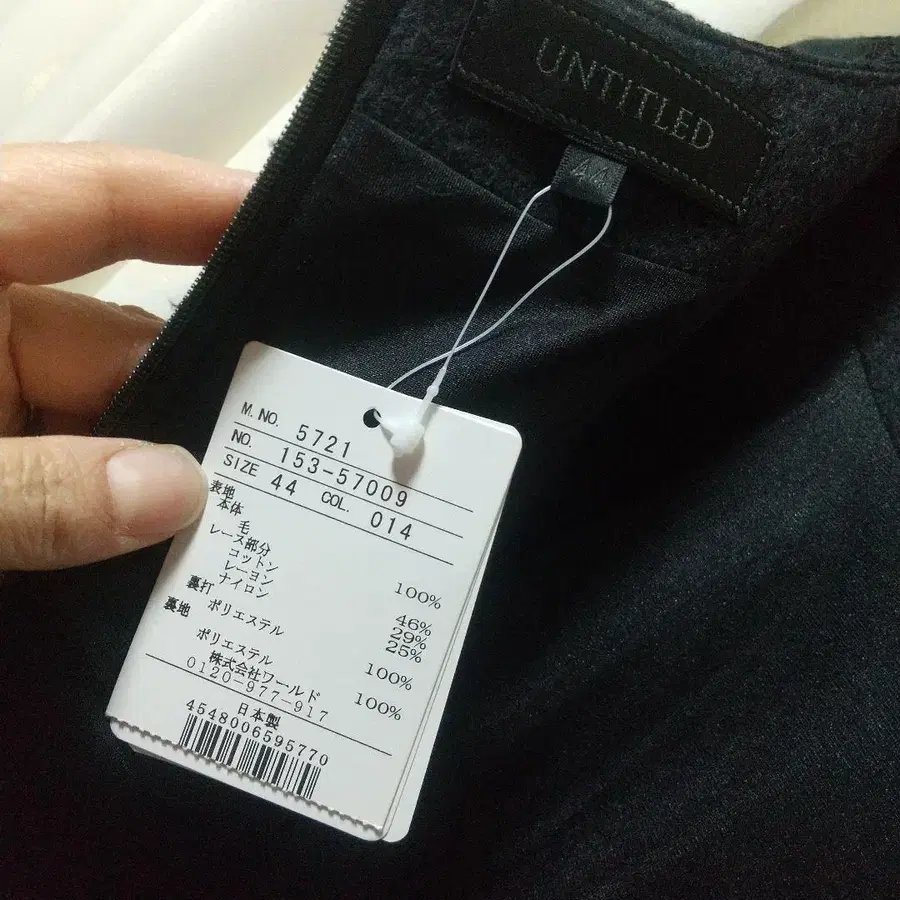 UNTITLED
44
M. NO. 5721
NO. 153-57009
SIZE 44 COL. 014
表地
本体
毛 100%
レース部分
コットン 46%
レーヨン 29%
ナイロン 25%
裏打
ポリエステル 100%
裏地
ポリエステル 100%
株式会社ワールド
0120-977-917
日本製
4548006595770